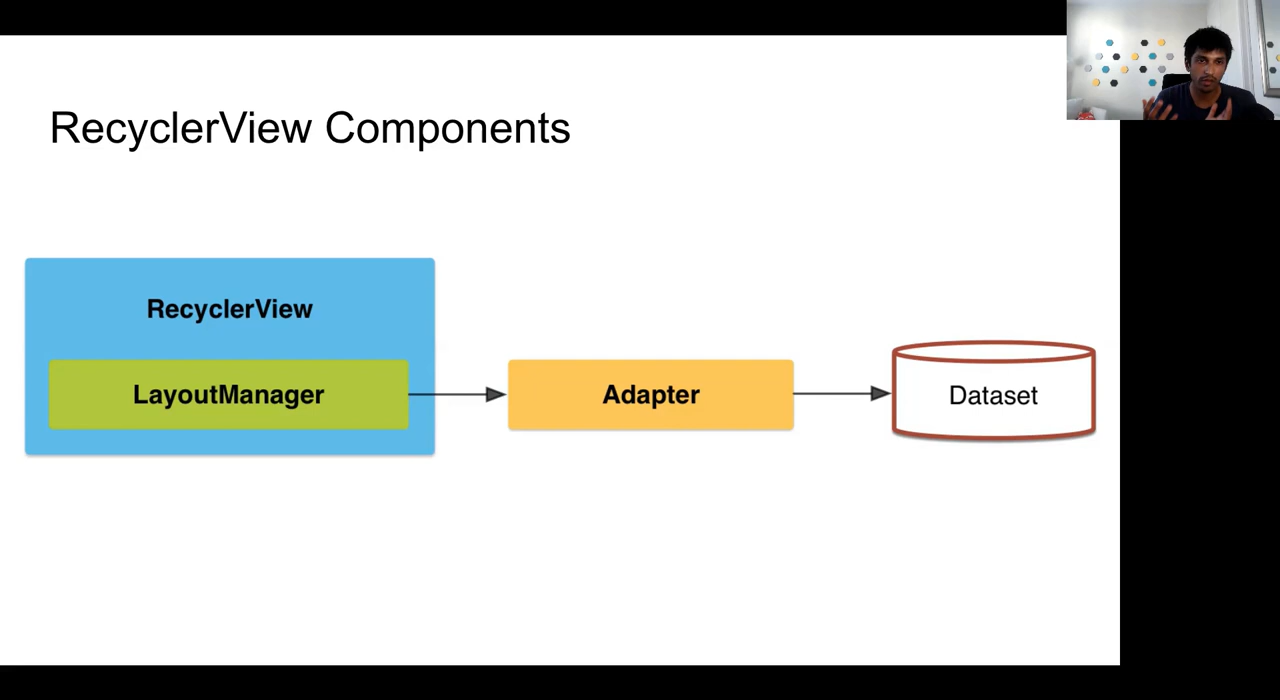 RecyclerView Components
RecyclerView
LayoutManager
Adapter
Dataset